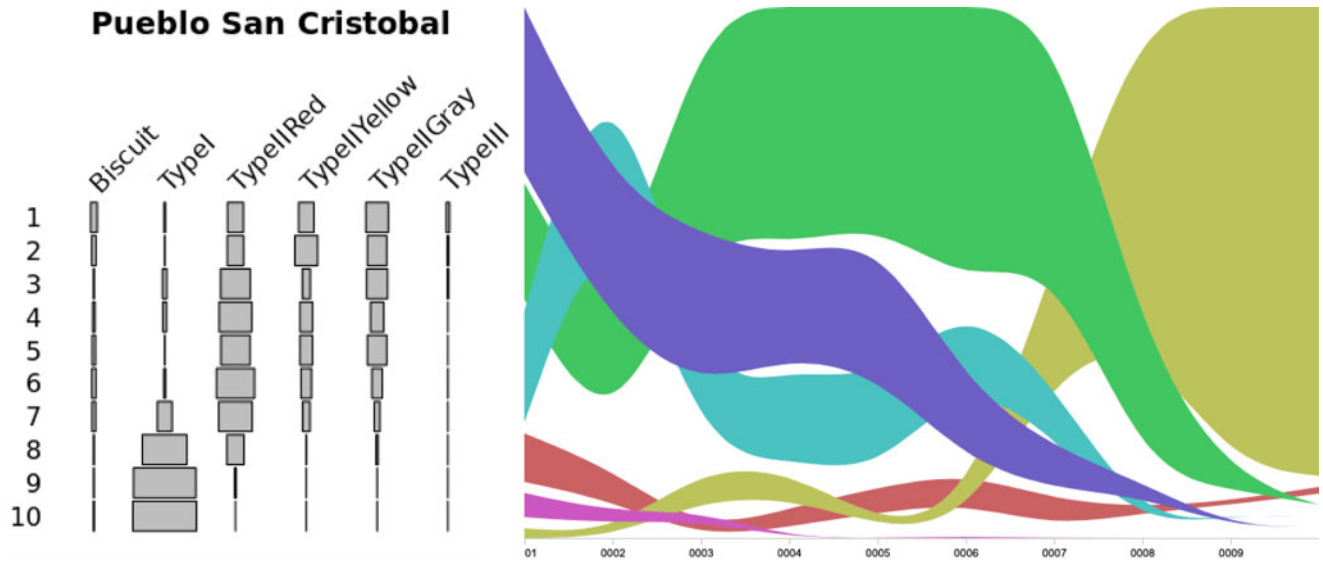 Pueblo San Cristobal
Biscuit
TypeI
TypeIIRed
TypeIIYellow
TypeIIGray
TypeIII
1
2
3
4
5
6
7
8
9
10
01 0002 0003 0004 0005 0006 0007 0008 0009